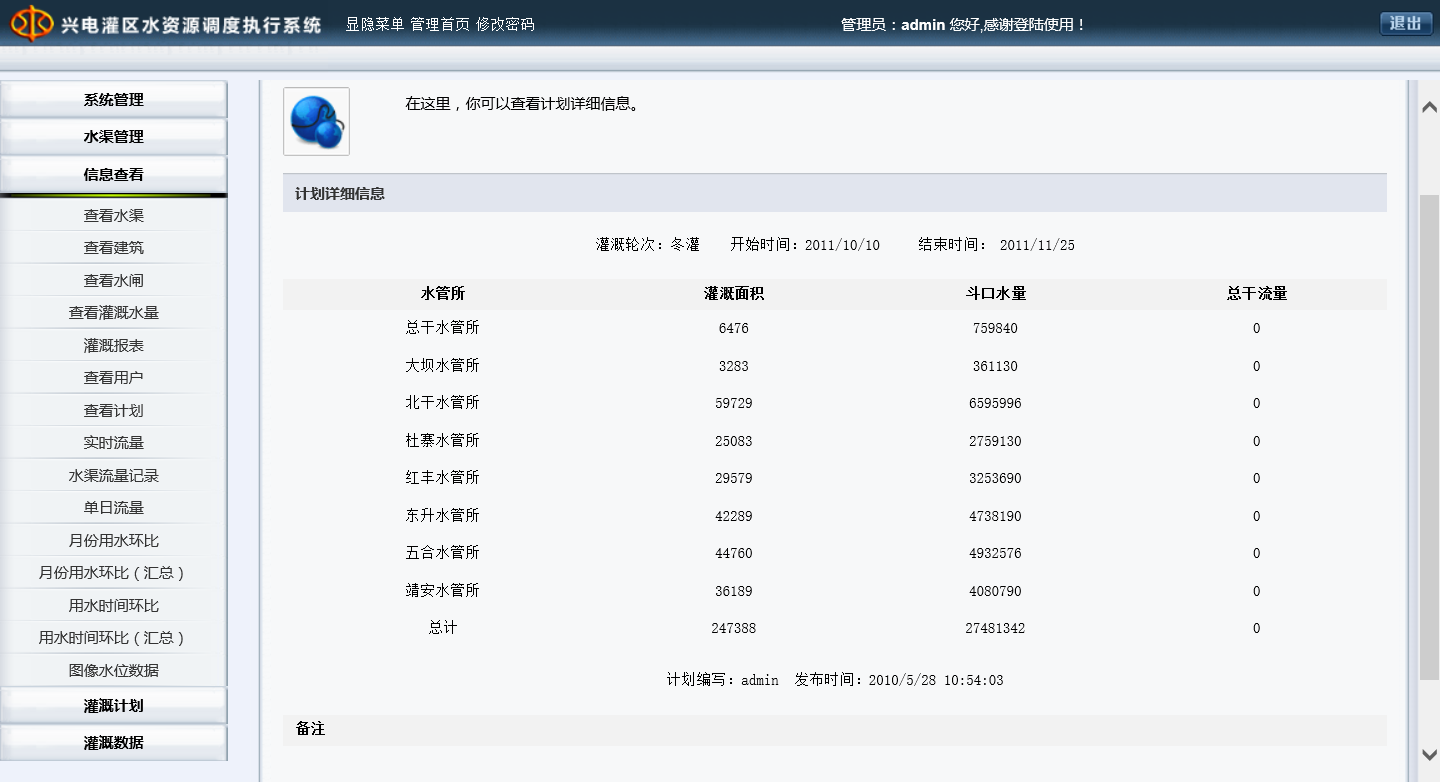 兴电灌区水资源调度执行系统 显隐菜单 管理首页 修改密码 管理员：admin 您好,感谢登陆使用！ 退出
系统管理
水渠管理
信息查看
查看水渠
查看建筑
查看水闸
查看灌溉水量
灌溉报表
查看用户
查看计划
实时流量
水渠流量记录
单日流量
月份用水环比
月份用水环比（汇总）
用水时间环比
用水时间环比（汇总）
图像水位数据
灌溉计划
灌溉数据
在这里，你可以查看计划详细信息。
计划详细信息
灌溉轮次：冬灌 开始时间：2011/10/10 结束时间： 2011/11/25
水管所 灌溉面积 斗口水量 总干流量
总干水管所 6476 759840 0
大坝水管所 3283 361130 0
北干水管所 59729 6595996 0
杜寨水管所 25083 2759130 0
红丰水管所 29579 3253690 0
东升水管所 42289 4738190 0
五合水管所 44760 4932576 0
靖安水管所 36189 4080790 0
总计 247388 27481342 0
计划编写：admin 发布时间：2010/5/28 10:54:03
备注